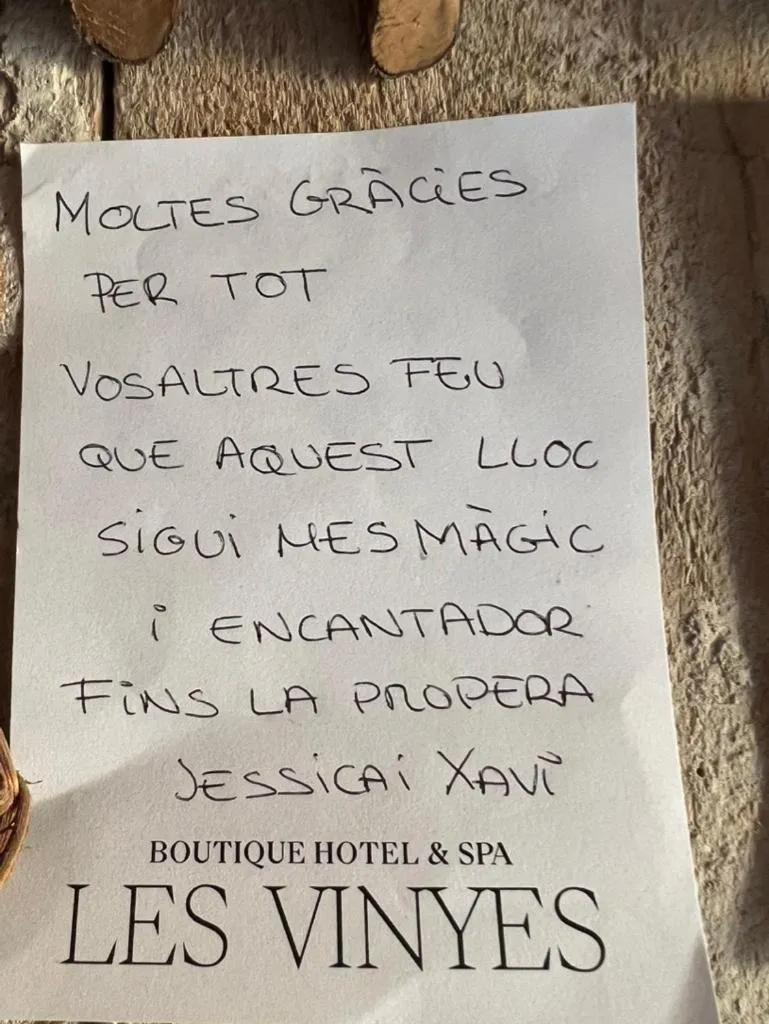 MOLTES GRÀCIES
PER TOT
VOSALTRES FEU
QUE AQUEST LLOC
SIGUI MES MÀGIC
i ENCANTADOR
FINS LA PROPERA
JESSICA i XAVI
BOUTIQUE HOTEL & SPA
LES VINYES